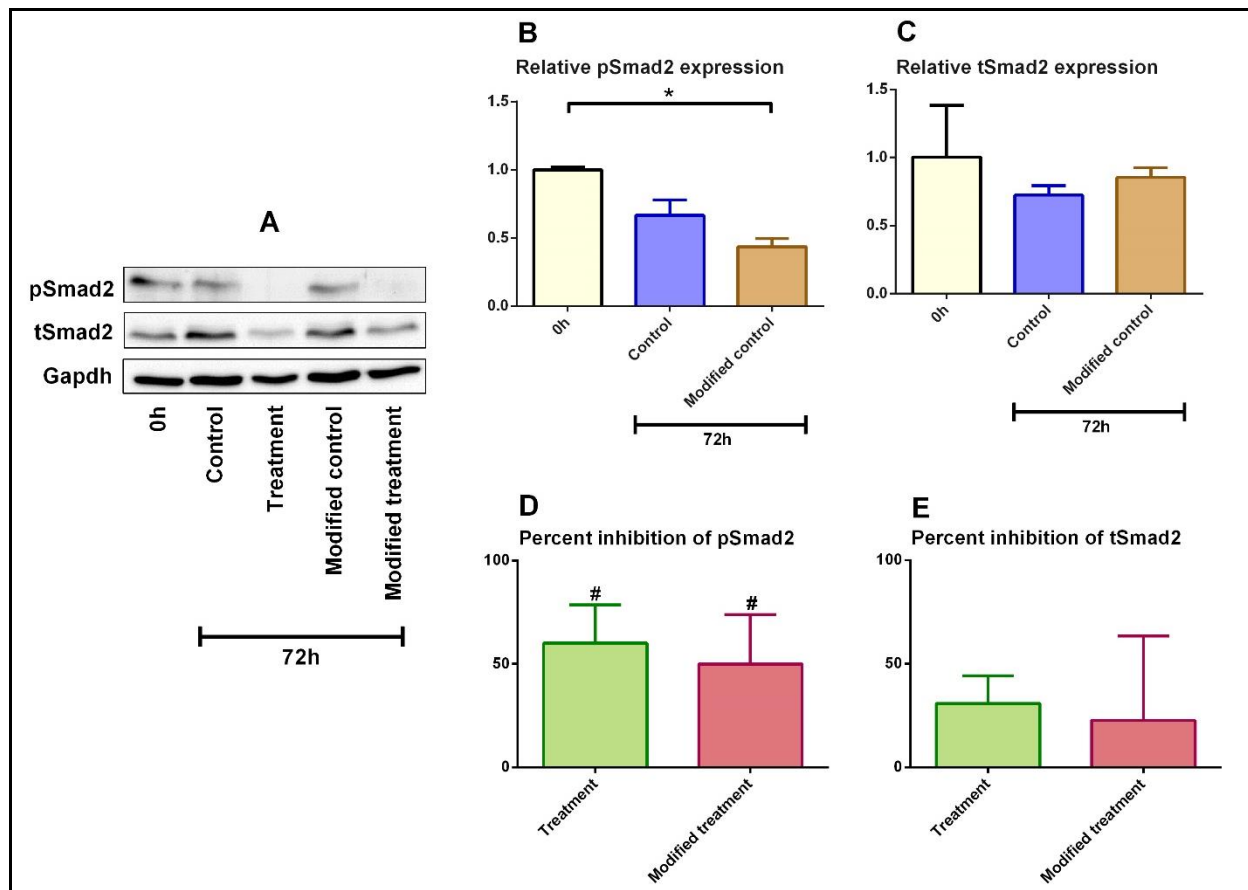 A
pSmad2
tSmad2
Gapdh
0h
Control
Treatment
Modified control
Modified treatment
72h
B
Relative pSmad2 expression
1.5
1.0
0.5
0.0
*
0h
Control
Modified control
72h
C
Relative tSmad2 expression
1.5
1.0
0.5
0.0
0h
Control
Modified control
72h
D
Percent inhibition of pSmad2
100
50
0
#
#
Treatment
Modified treatment
E
Percent inhibition of tSmad2
100
50
0
Treatment
Modified treatment